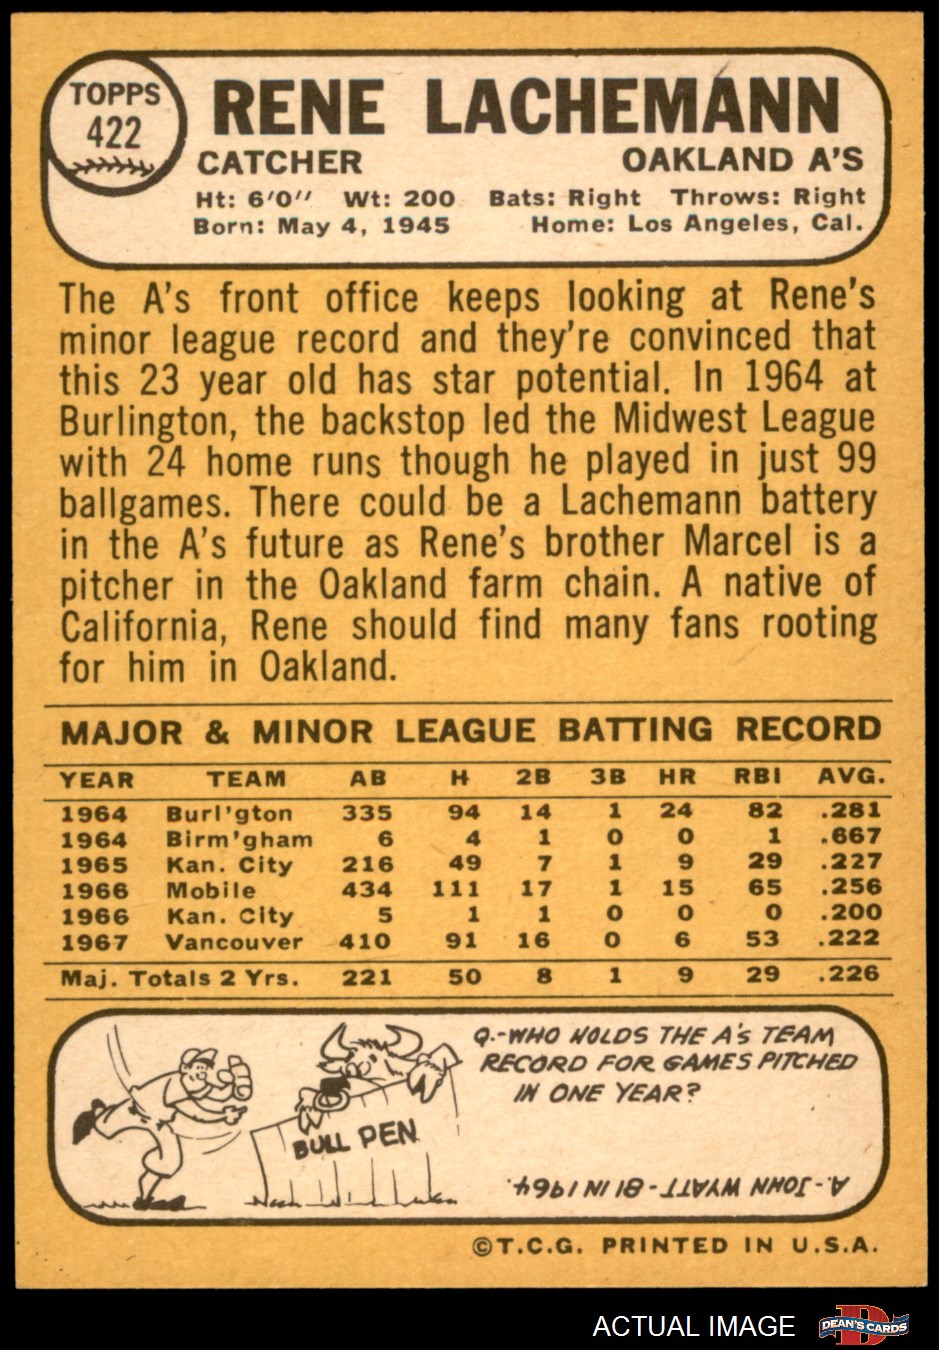 TOPPS
422
RENE LACHEMANN
CATCHER OAKLAND A'S
Ht: 6'0'' Wt: 200 Bats: Right Throws: Right
Born: May 4, 1945 Home: Los Angeles, Cal.
The A's front office keeps looking at Rene's
minor league record and they're convinced that
this 23 year old has star potential. In 1964 at
Burlington, the backstop led the Midwest League
with 24 home runs though he played in just 99
ballgames. There could be a Lachemann battery
in the A's future as Rene's brother Marcel is a
pitcher in the Oakland farm chain. A native of
California, Rene should find many fans rooting
for him in Oakland.
MAJOR & MINOR LEAGUE BATTING RECORD
YEAR TEAM AB H 2B 3B HR RBI AVG.
1964 Burl'gton 335 94 14 1 24 82 .281
1964 Birm'gham 6 4 1 0 0 1 .667
1965 Kan. City 216 49 7 1 9 29 .227
1966 Mobile 434 111 17 1 15 65 .256
1966 Kan. City 5 1 1 0 0 0 .200
1967 Vancouver 410 91 16 0 6 53 .222
Maj. Totals 2 Yrs. 221 50 8 1 9 29 .226
Q.-WHO HOLDS THE A's TEAM
RECORD FOR GAMES PITCHED
IN ONE YEAR?
BULL PEN
A.-JOHN WYATT-81 IN 1964.
©T.C.G. PRINTED IN U.S.A.
ACTUAL IMAGE
D
DEAN'S CARDS